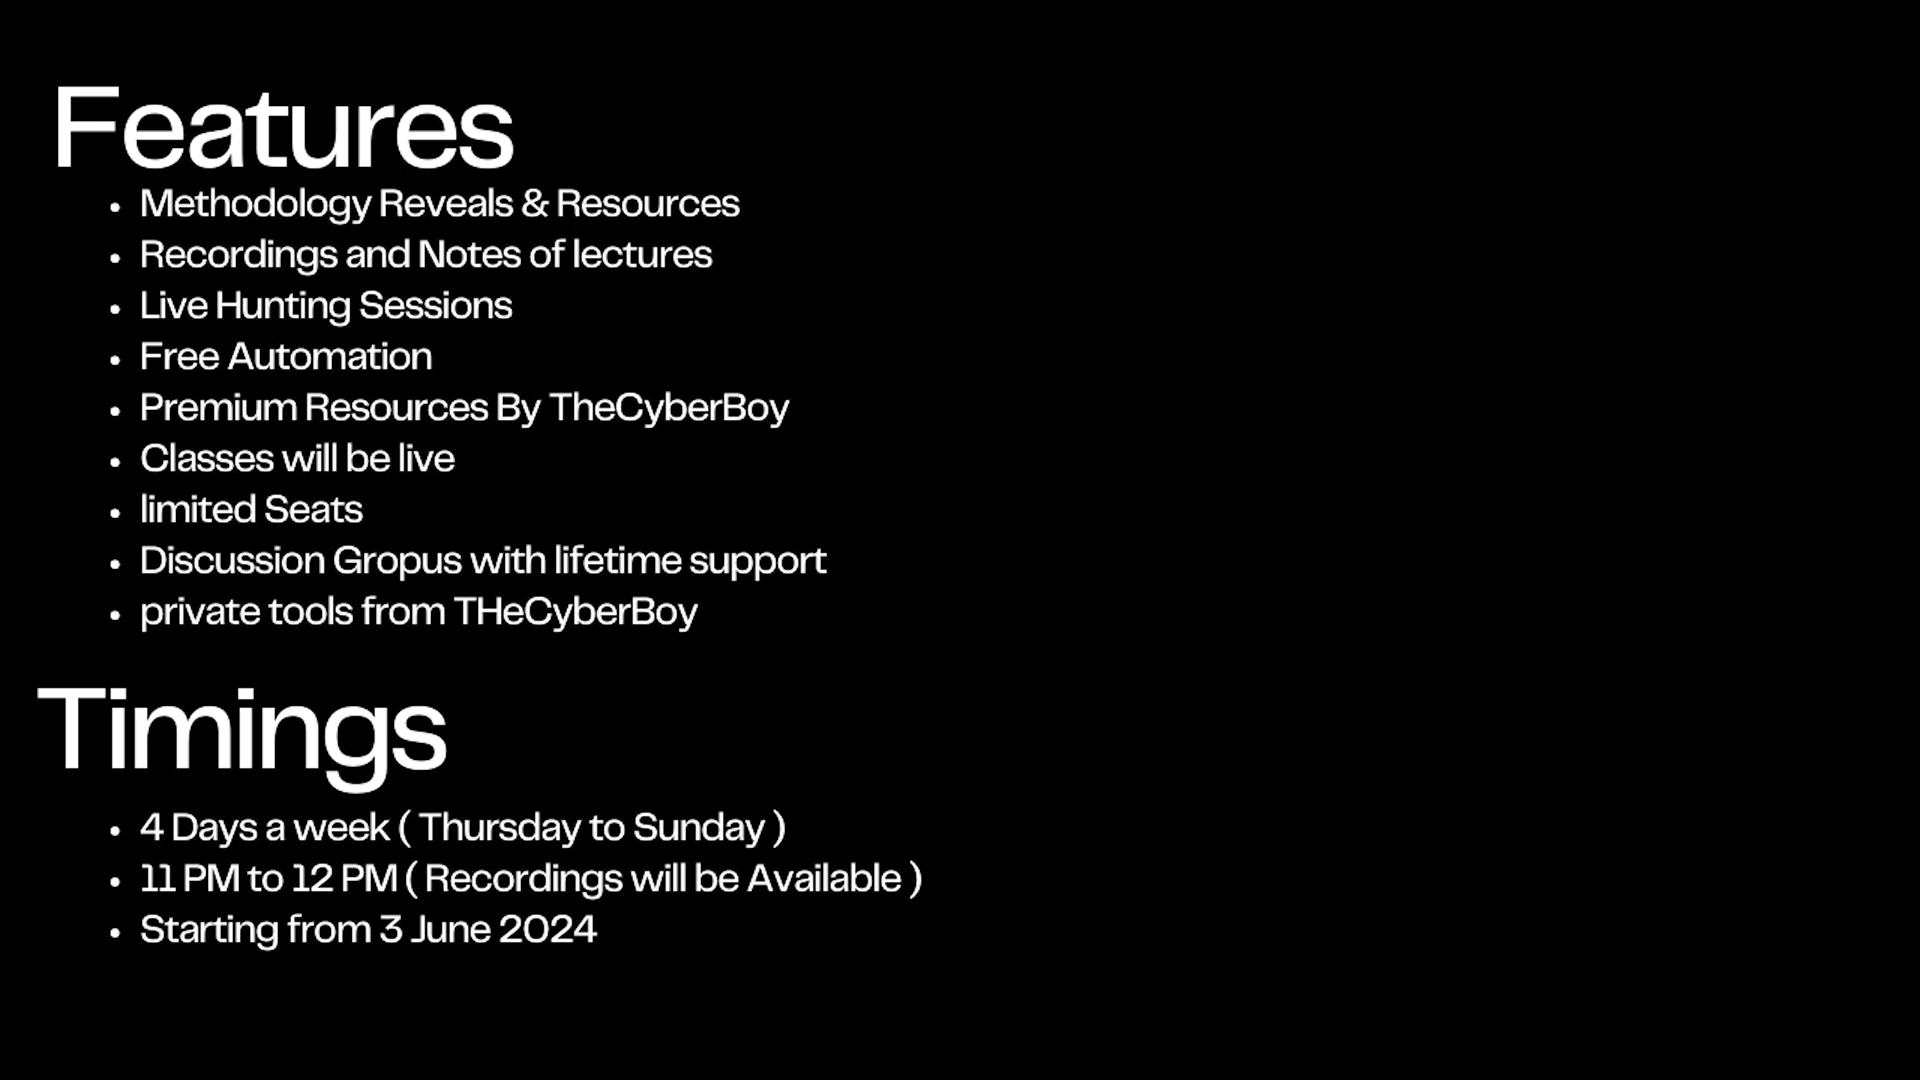 Features
• Methodology Reveals & Resources
• Recordings and Notes of lectures
• Live Hunting Sessions
• Free Automation
• Premium Resources By TheCyberBoy
• Classes will be live
• limited Seats
• Discussion Gropus with lifetime support
• private tools from THeCyberBoy
Timings
• 4 Days a week ( Thursday to Sunday )
• 11 PM to 12 PM ( Recordings will be Available )
• Starting from 3 June 2024